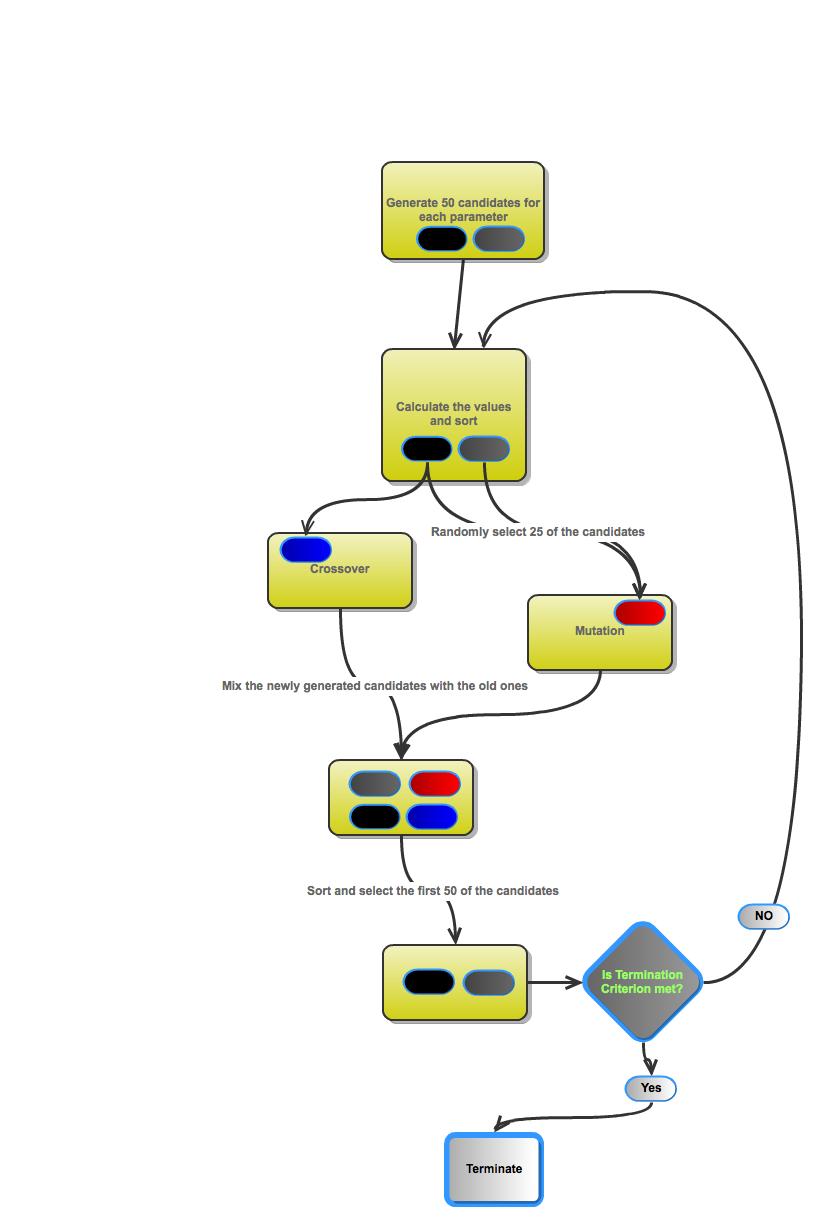 Generate 50 candidates for
each parameter
Calculate the values
and sort
Randomly select 25 of the candidates
Crossover
Mutation
Mix the newly generated candidates with the old ones
Sort and select the first 50 of the candidates
NO
Is Termination
Criterion met?
Yes
Terminate